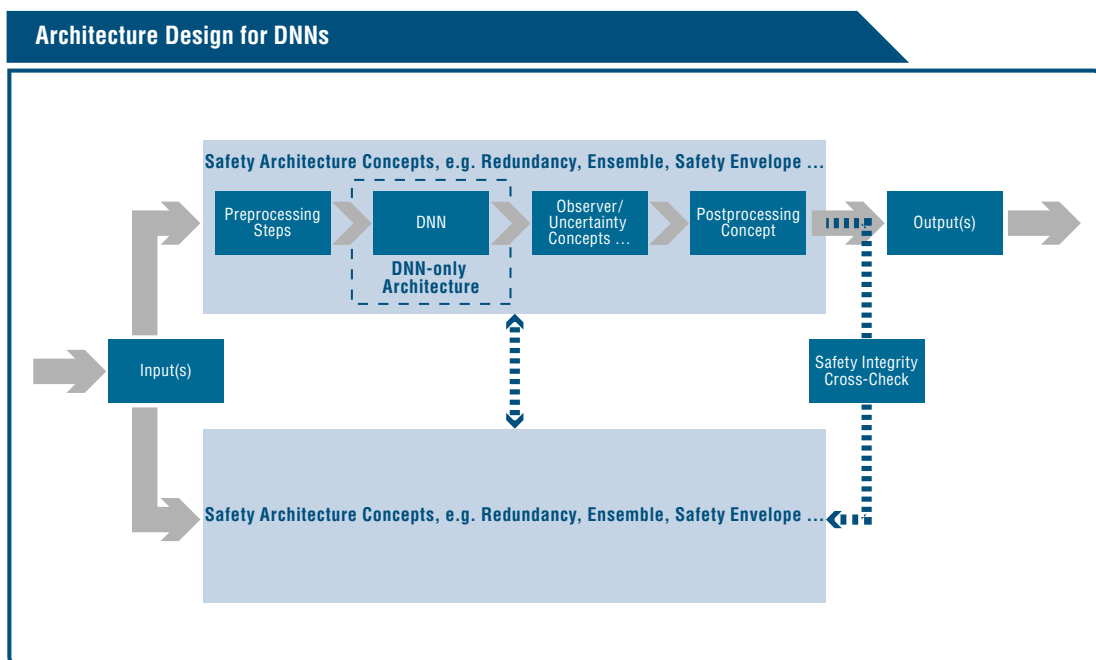 Architecture Design for DNNs
Safety Architecture Concepts, e.g. Redundancy, Ensemble, Safety Envelope ...
Preprocessing
Steps
DNN
Observer/
Uncertainty
Concepts ...
Postprocessing
Concept
Output(s)
DNN-only
Architecture
Input(s)
Safety Integrity
Cross-Check
Safety Architecture Concepts, e.g. Redundancy, Ensemble, Safety Envelope ...